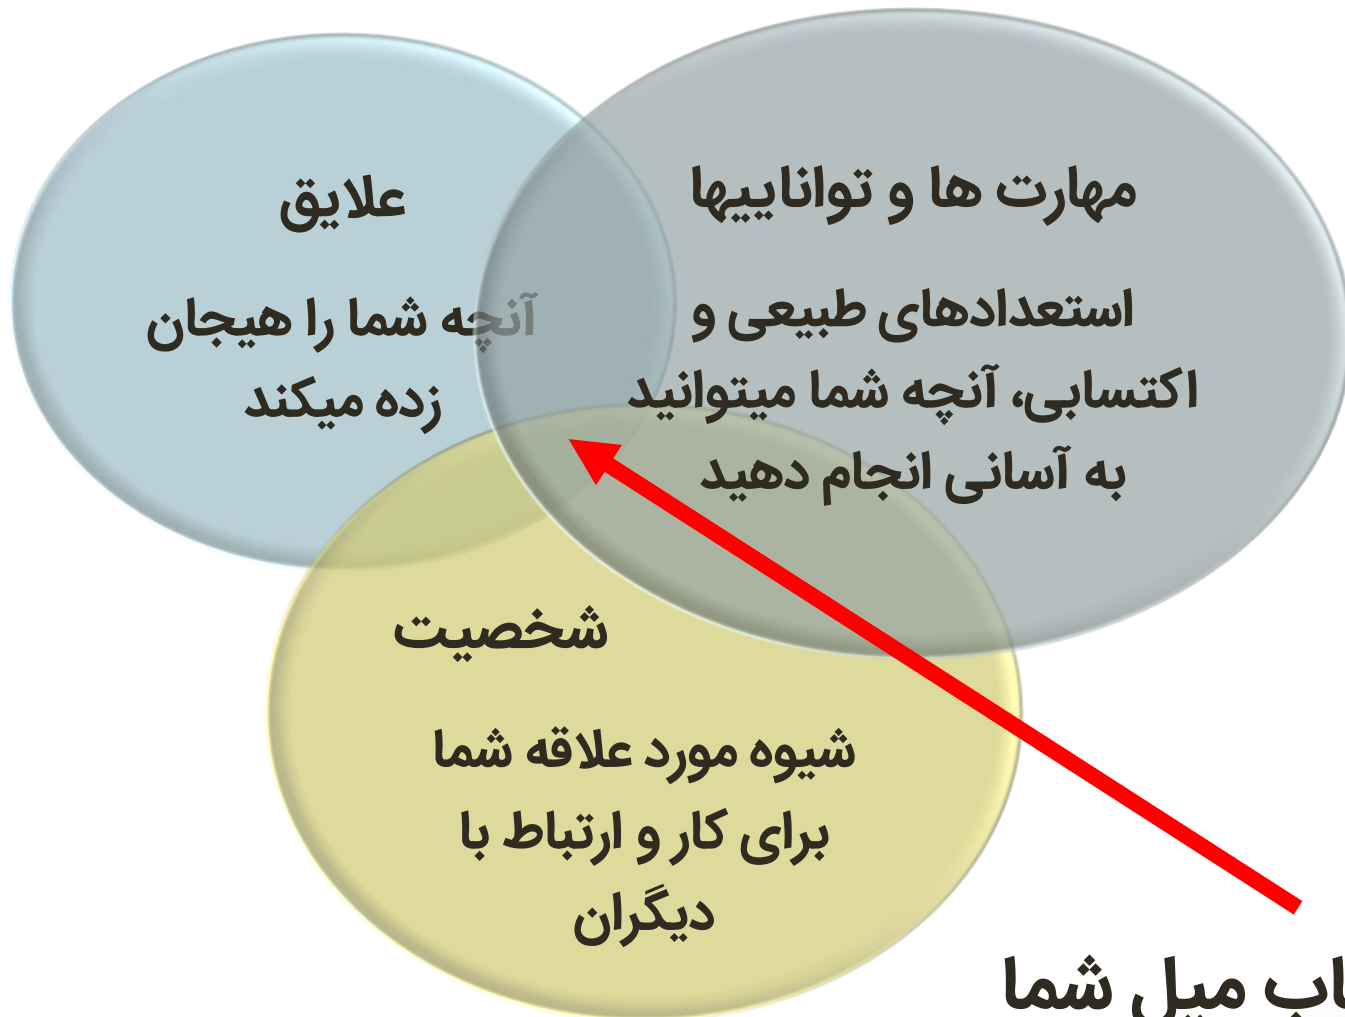 علایق
آنچه شما را هیجان
زده میکند
مهارت ها و تواناییها
استعدادهای طبیعی و
اکتسابی، آنچه شما میتوانید
به آسانی انجام دهید
شخصیت
شیوه مورد علاقه شما
برای کار و ارتباط با
دیگران
میل شما